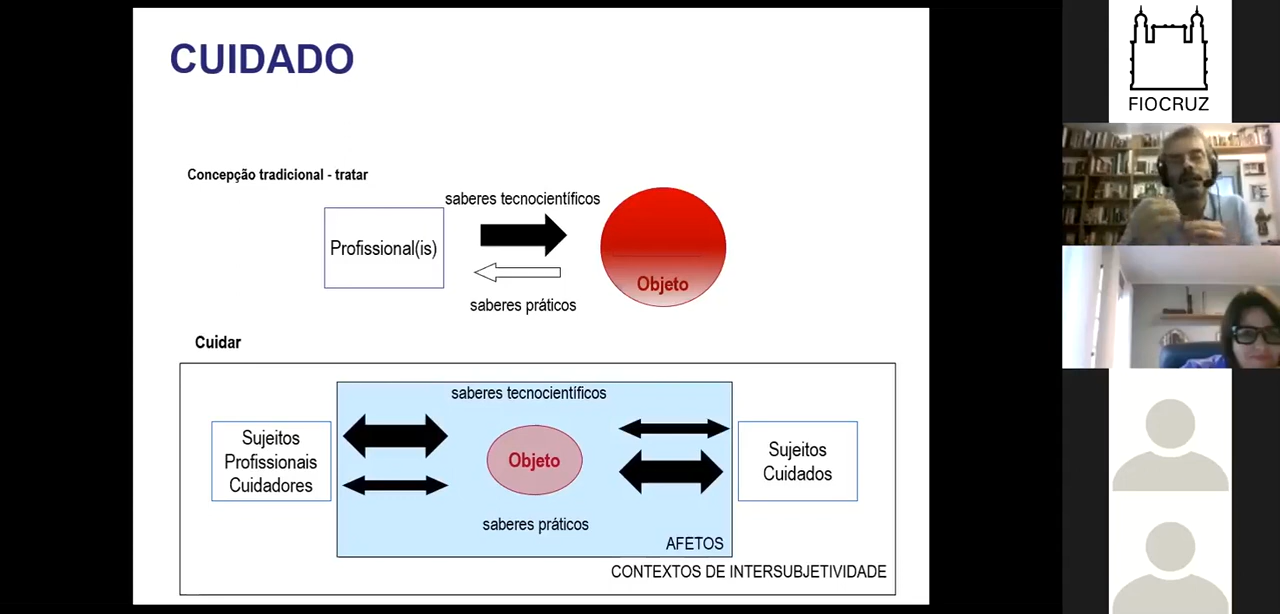 CUIDADO
Concepção tradicional - tratar
saberes tecnocientíficos
Profissional(is)
Objeto
saberes práticos
Cuidar
saberes tecnocientíficos
Sujeitos
Profissionais
Cuidadores
Objeto
Sujeitos
Cuidados
saberes práticos
AFETOS
CONTEXTOS DE INTERSUBJETIVIDADE
FIOCRUZ